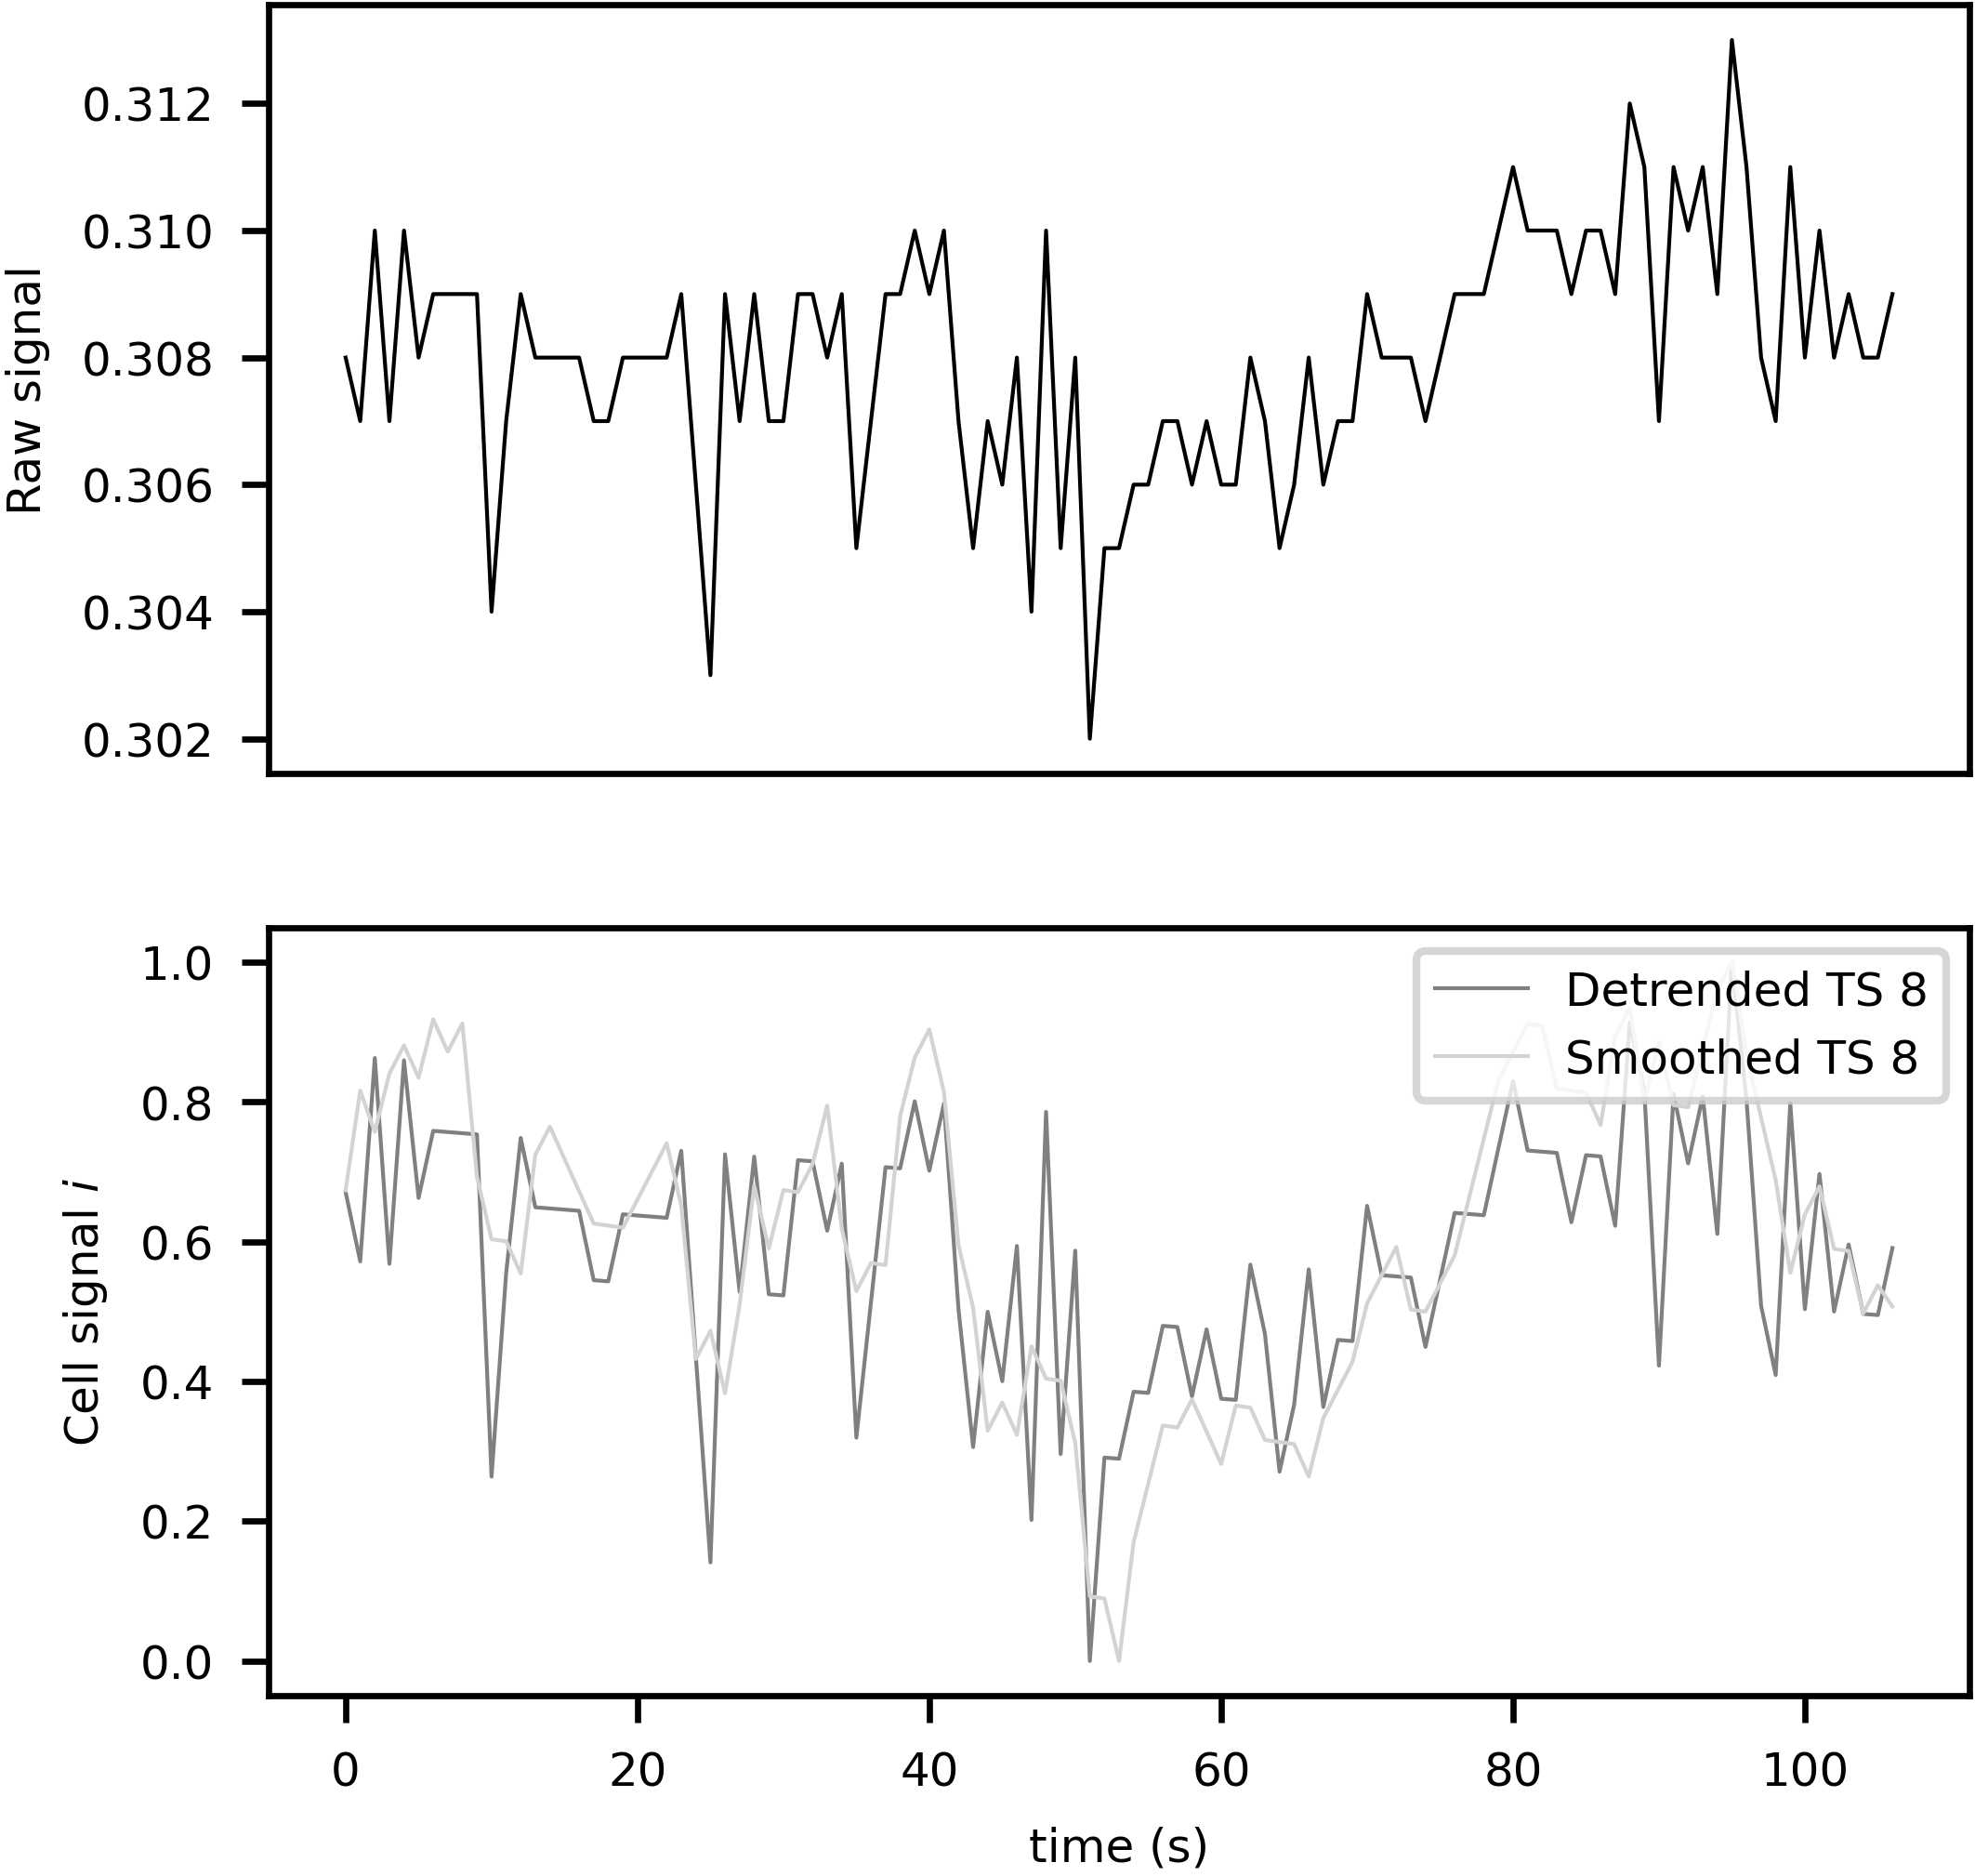 Raw signal
0.312
0.310
0.308
0.306
0.304
0.302
Cell signal i
1.0
0.8
0.6
0.4
0.2
0.0
Detrended TS 8
Smoothed TS 8
0 20 40 60 80 100
time (s)